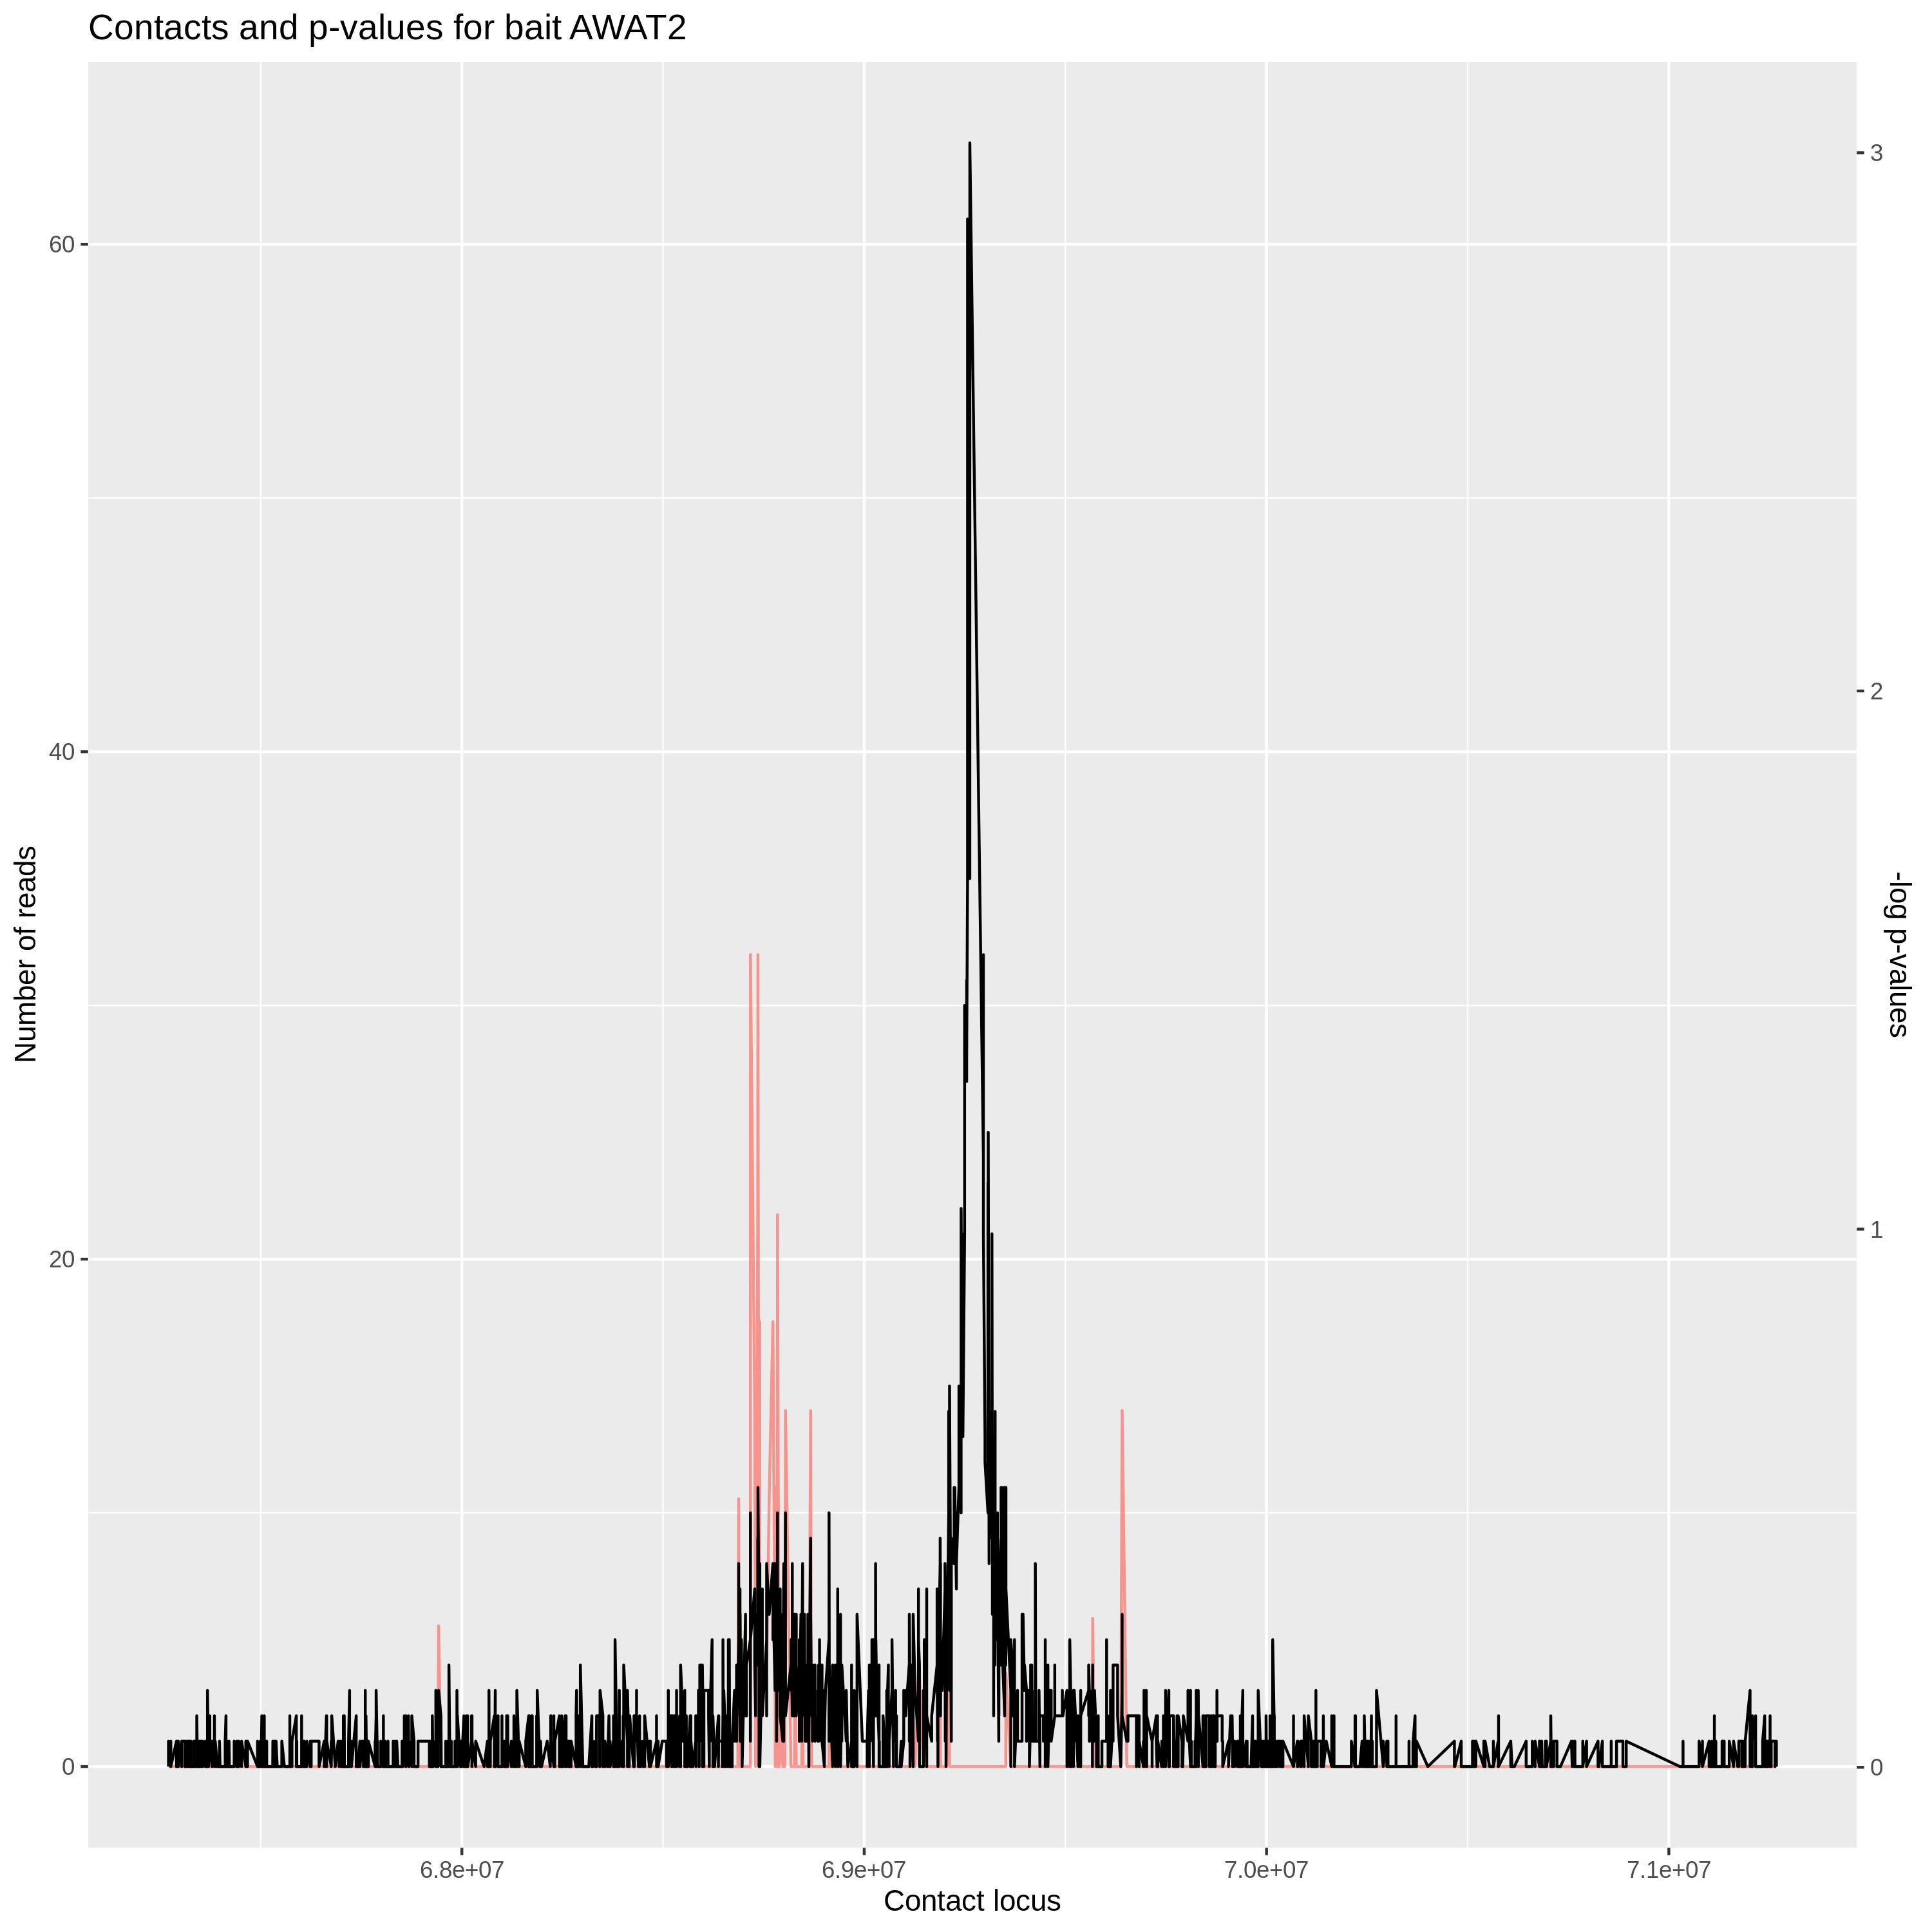 Contacts and p-values for bait AWAT2
60
40
20
0
Number of reads
3
2
1
0
-log p-values
6.8e+07 6.9e+07 7.0e+07 7.1e+07
Contact locus